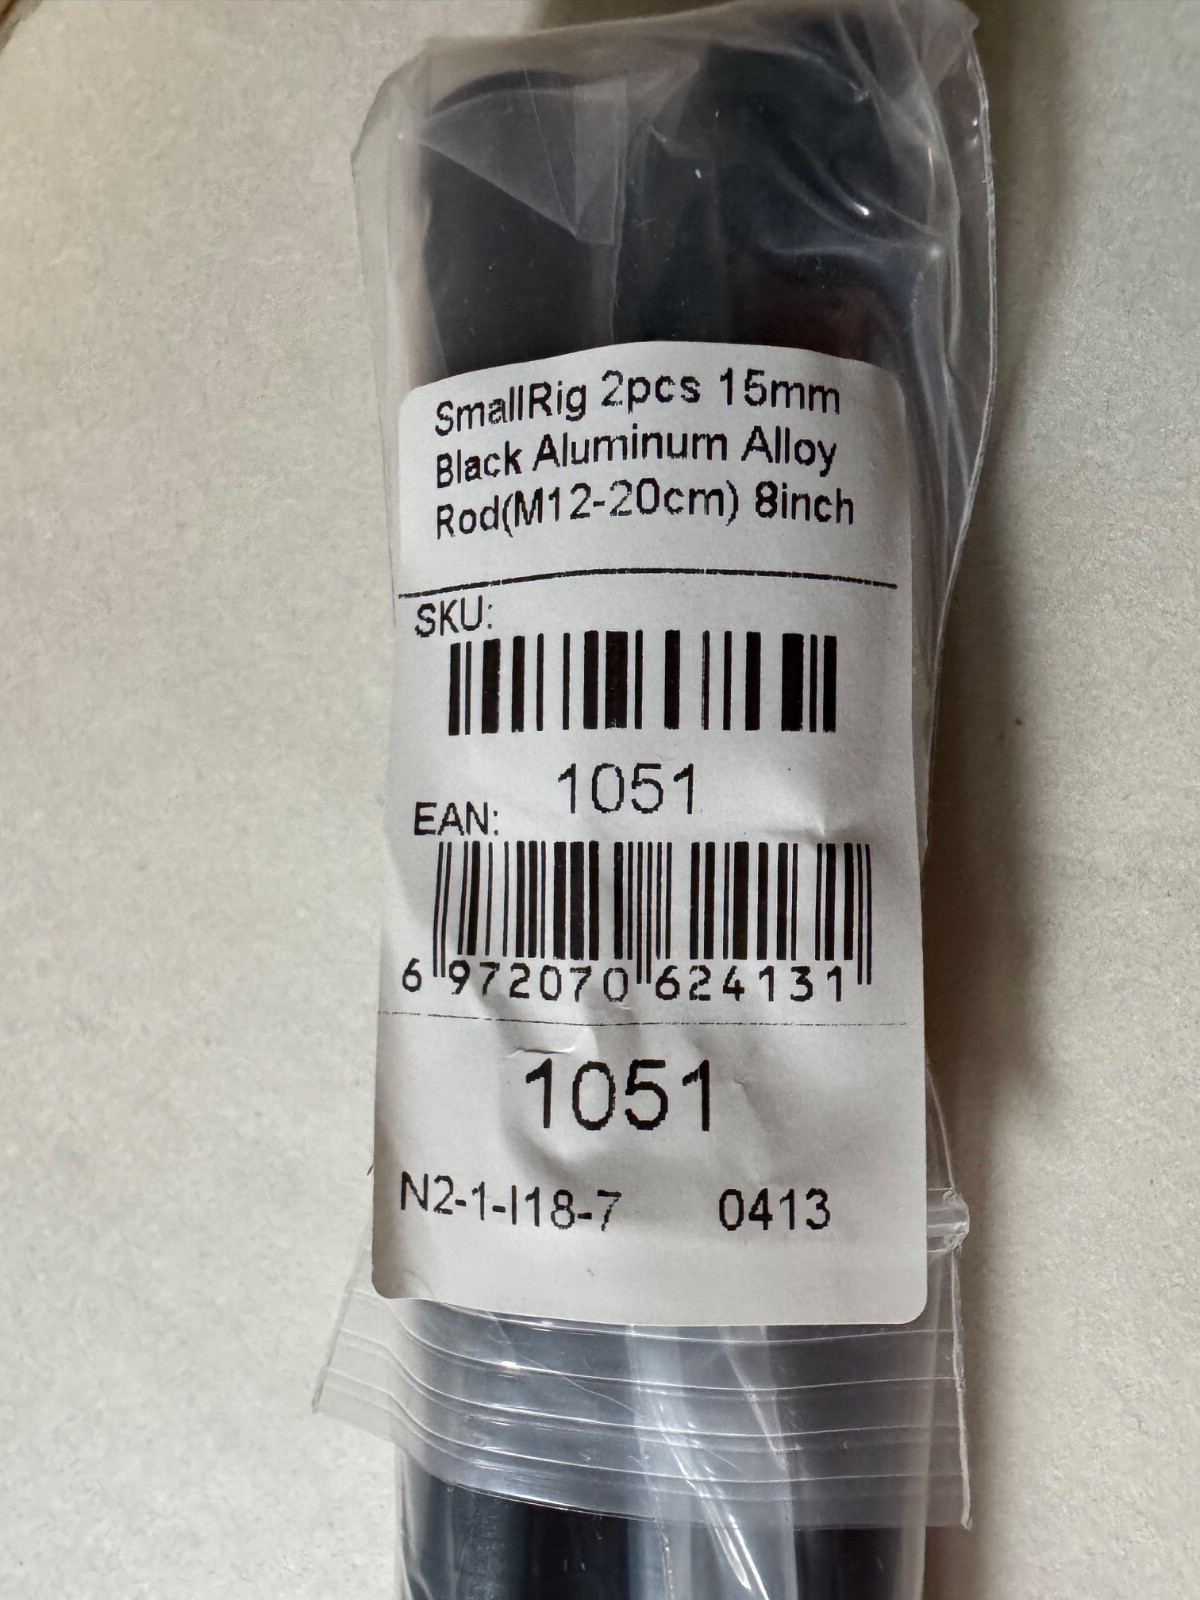 SmallRig 2pcs 15mm
Black Aluminum Alloy
Rod(M12-20cm) 8inch
SKU:
1051
EAN:
6 972070 624131
1051
N2-1-I18-7 0413